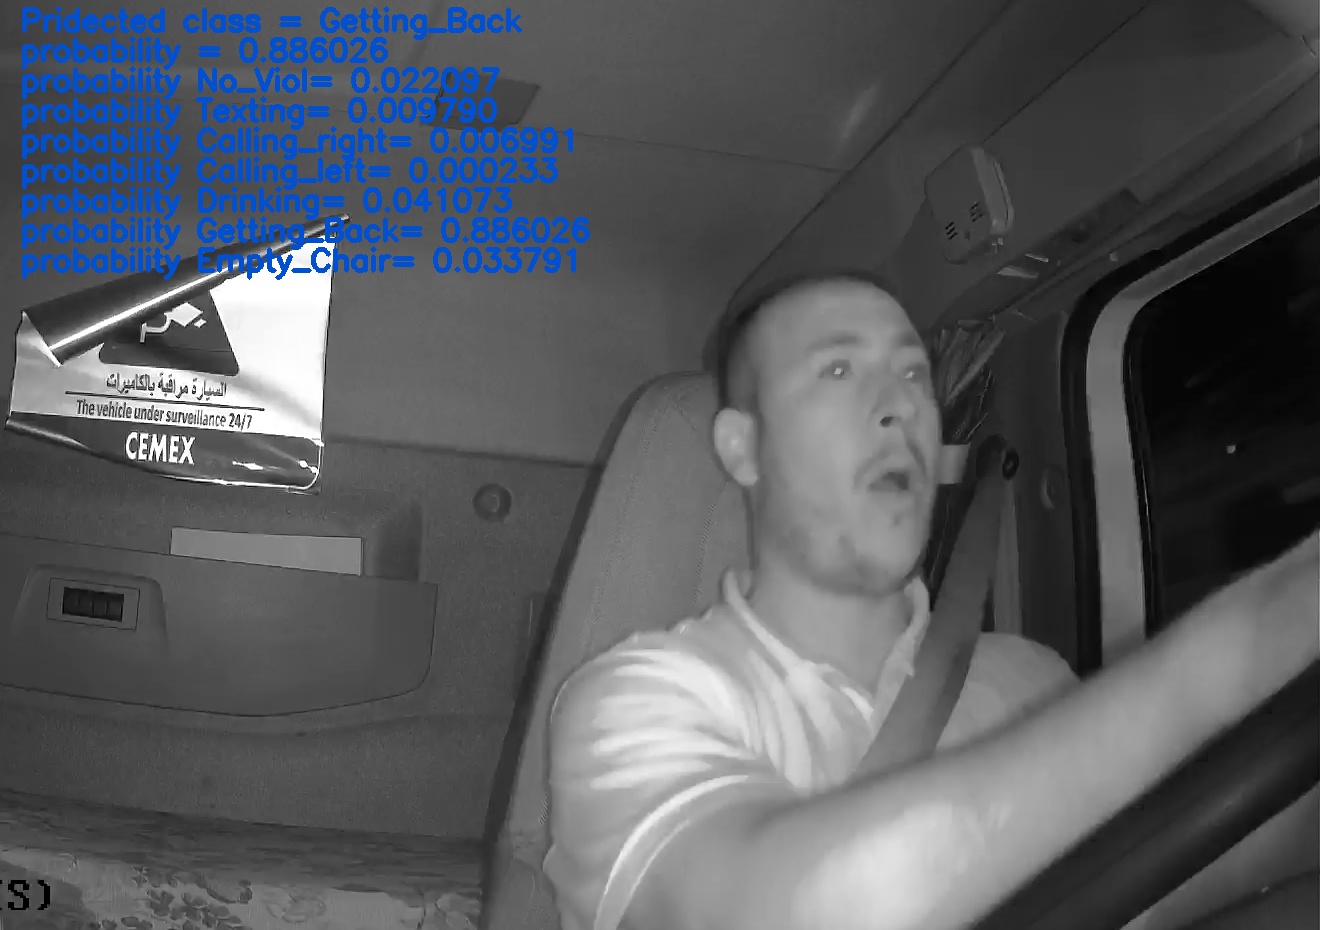 Pridected class = Getting_Back
probability = 0.886026
probability No_Viol= 0.022097
probability Texting= 0.009790
probability Calling_right= 0.006991
probability Calling_left= 0.000233
probability Drinking= 0.041073
probability Getting_Back= 0.886026
probability Empty_Chair= 0.033791
السيارة مراقبة بالكاميرات
The vehicle under surveillance 24/7
CEMEX
(S)